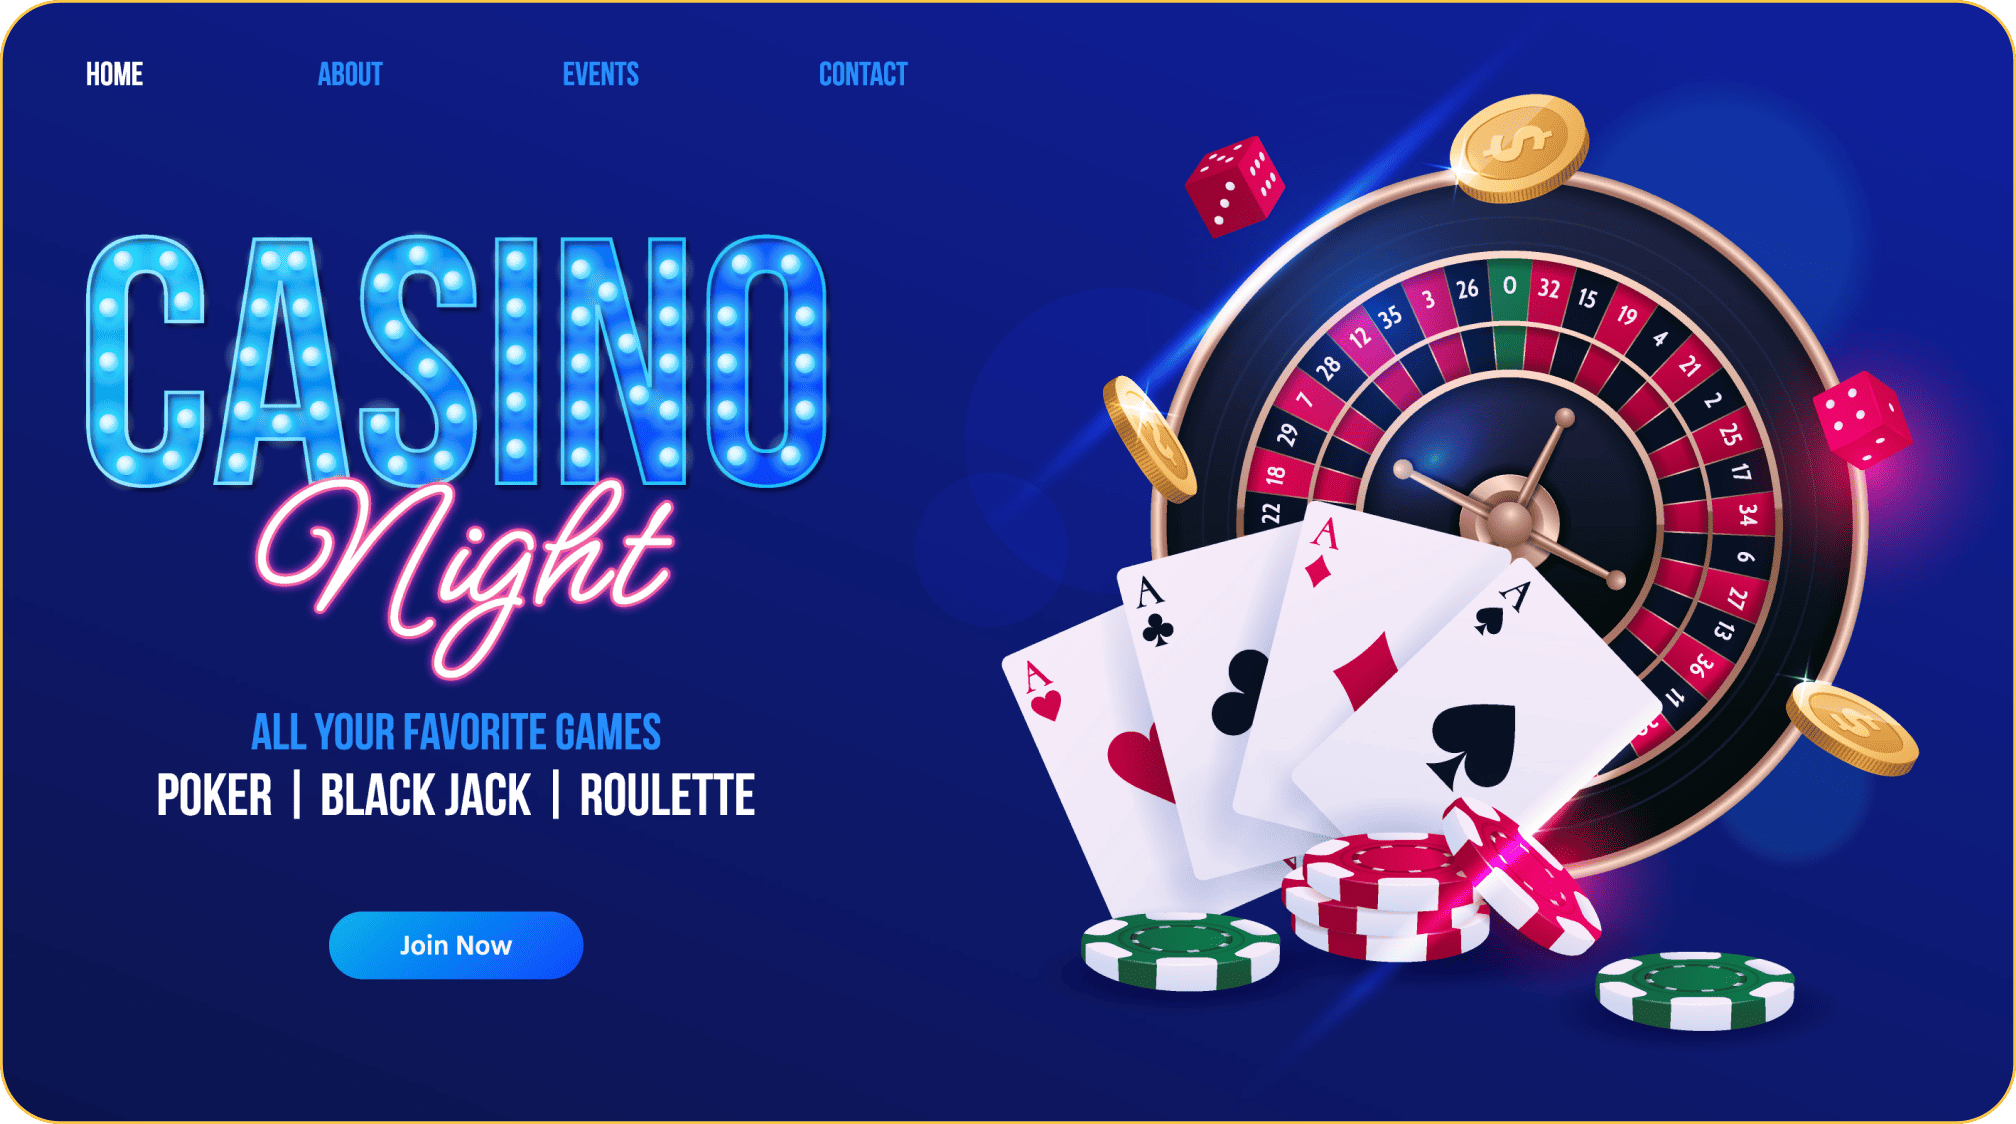 HOME ABOUT EVENTS CONTACT
CASINO
Night
ALL YOUR FAVORITE GAMES
POKER | BLACK JACK | ROULETTE
Join Now
22 18 29 7 28 12 35 3 26 0 32 15 19 4 21 2 25 17 34 6 27 13 36 11
A
A
A
A
$
$
$